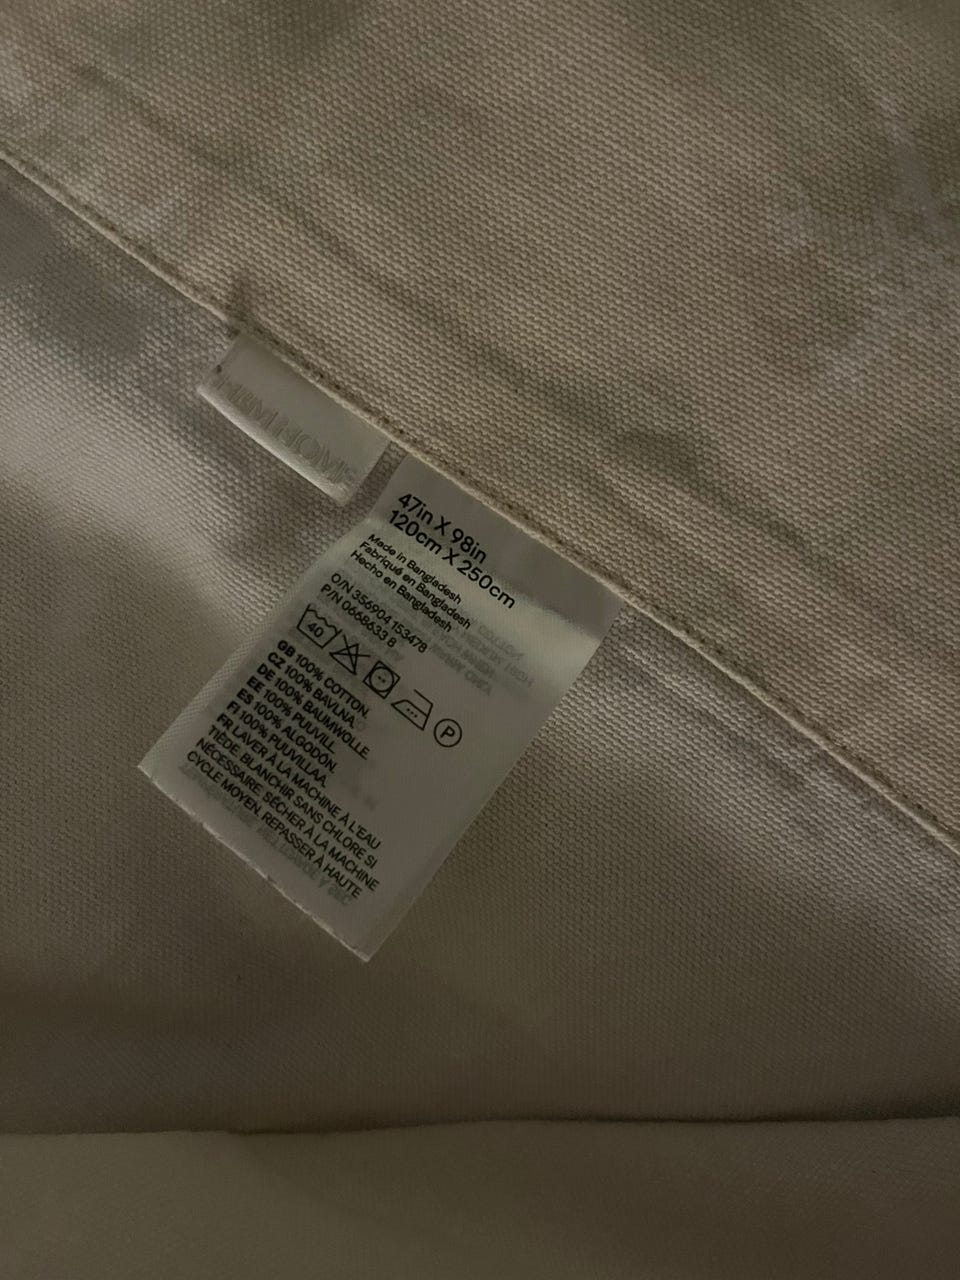 H&M HOME
47in X 98in
120cm X 250cm
Made in Bangladesh
Fabriqué en Bangladesh
Hecho en Bangladesh
O/N 356904 153478
P/N 0668633 8
40
P
GB 100% COTTON.
CZ 100% BAVLNA.
DE 100% BAUMWOLLE
EE 100% PUUVILL
ES 100% ALGODÓN.
FI 100% PUUVILLAA.
FR LAVER À LA MACHINE À L'EAU
TIÈDE. BLANCHIR SANS CHLORE SI
NÉCESSAIRE. SÉCHER À LA MACHINE
CYCLE MOYEN. REPASSER À HAUTE